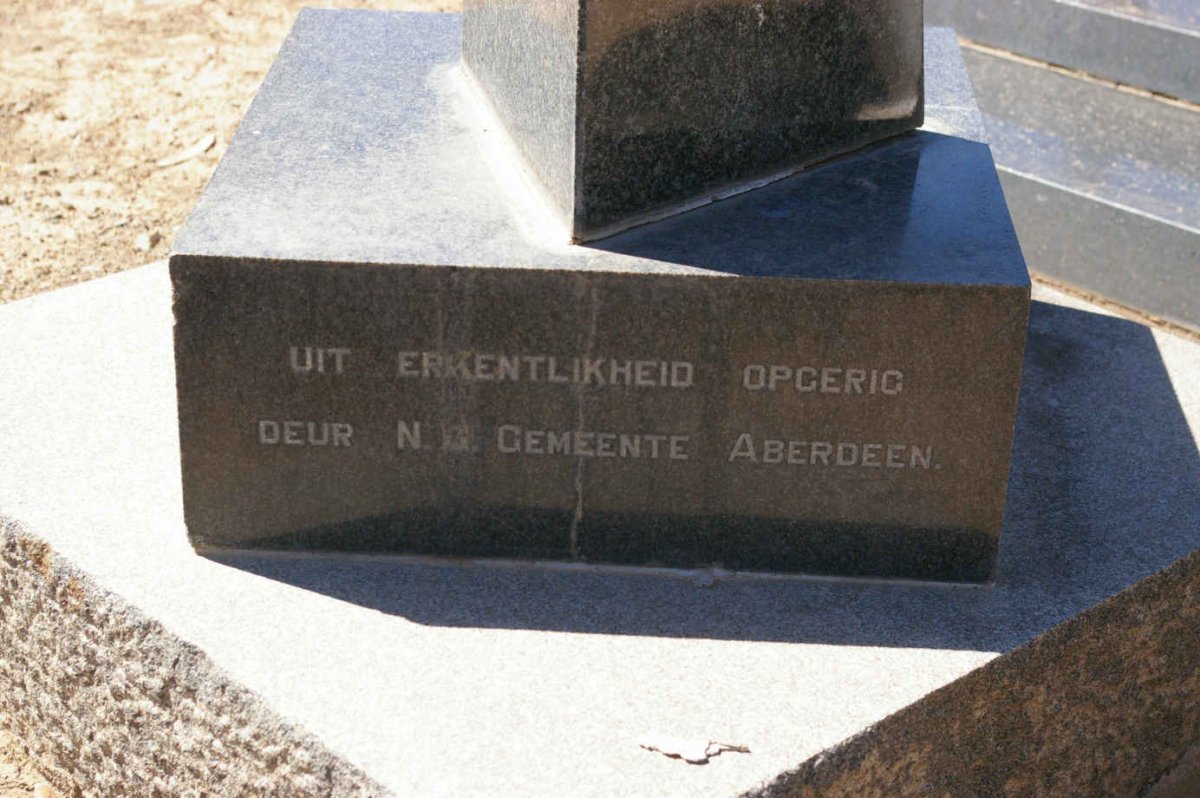 UIT ERKENTLIKHEID OPGERIG
DEUR N. G. GEMEENTE ABERDEEN.